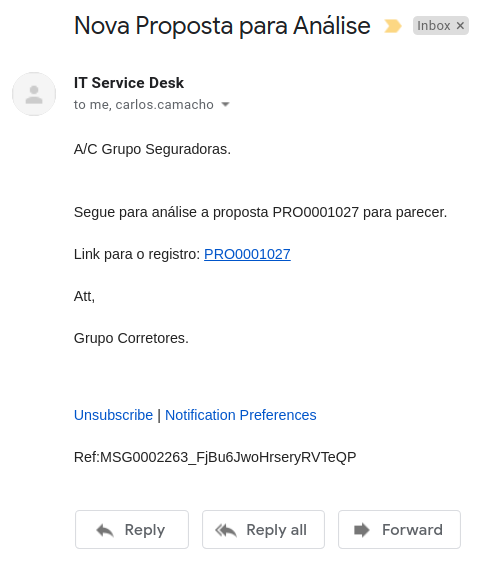 Nova Proposta para Análise
Inbox ×
IT Service Desk
to me, carlos.camacho
A/C Grupo Seguradoras.
Segue para análise a proposta PRO0001027 para parecer.
Link para o registro: PRO0001027
Att,
Grupo Corretores.
Unsubscribe | Notification Preferences
Ref:MSG0002263_FjBu6JwoHrseryRVTeQP
Reply
Reply all
Forward